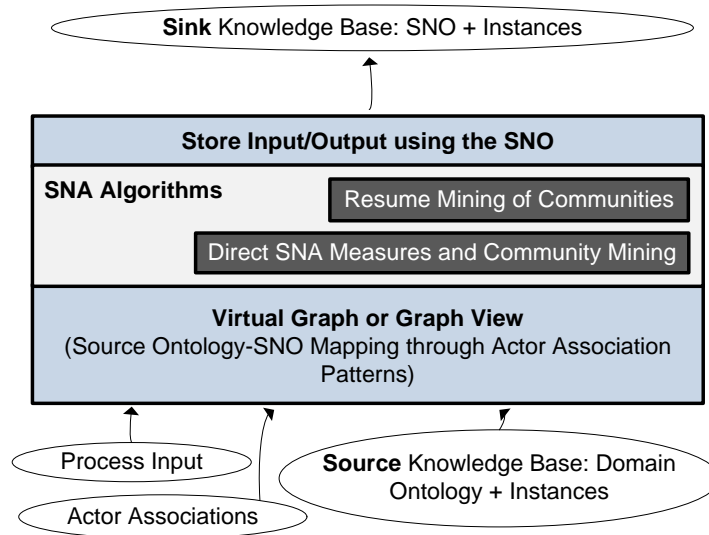 Sink Knowledge Base: SNO + Instances
Store Input/Output using the SNO
SNA Algorithms
Resume Mining of Communities
Direct SNA Measures and Community Mining
Virtual Graph or Graph View
(Source Ontology-SNO Mapping through Actor Association
Patterns)
Process Input
Actor Associations
Source Knowledge Base: Domain
Ontology + Instances